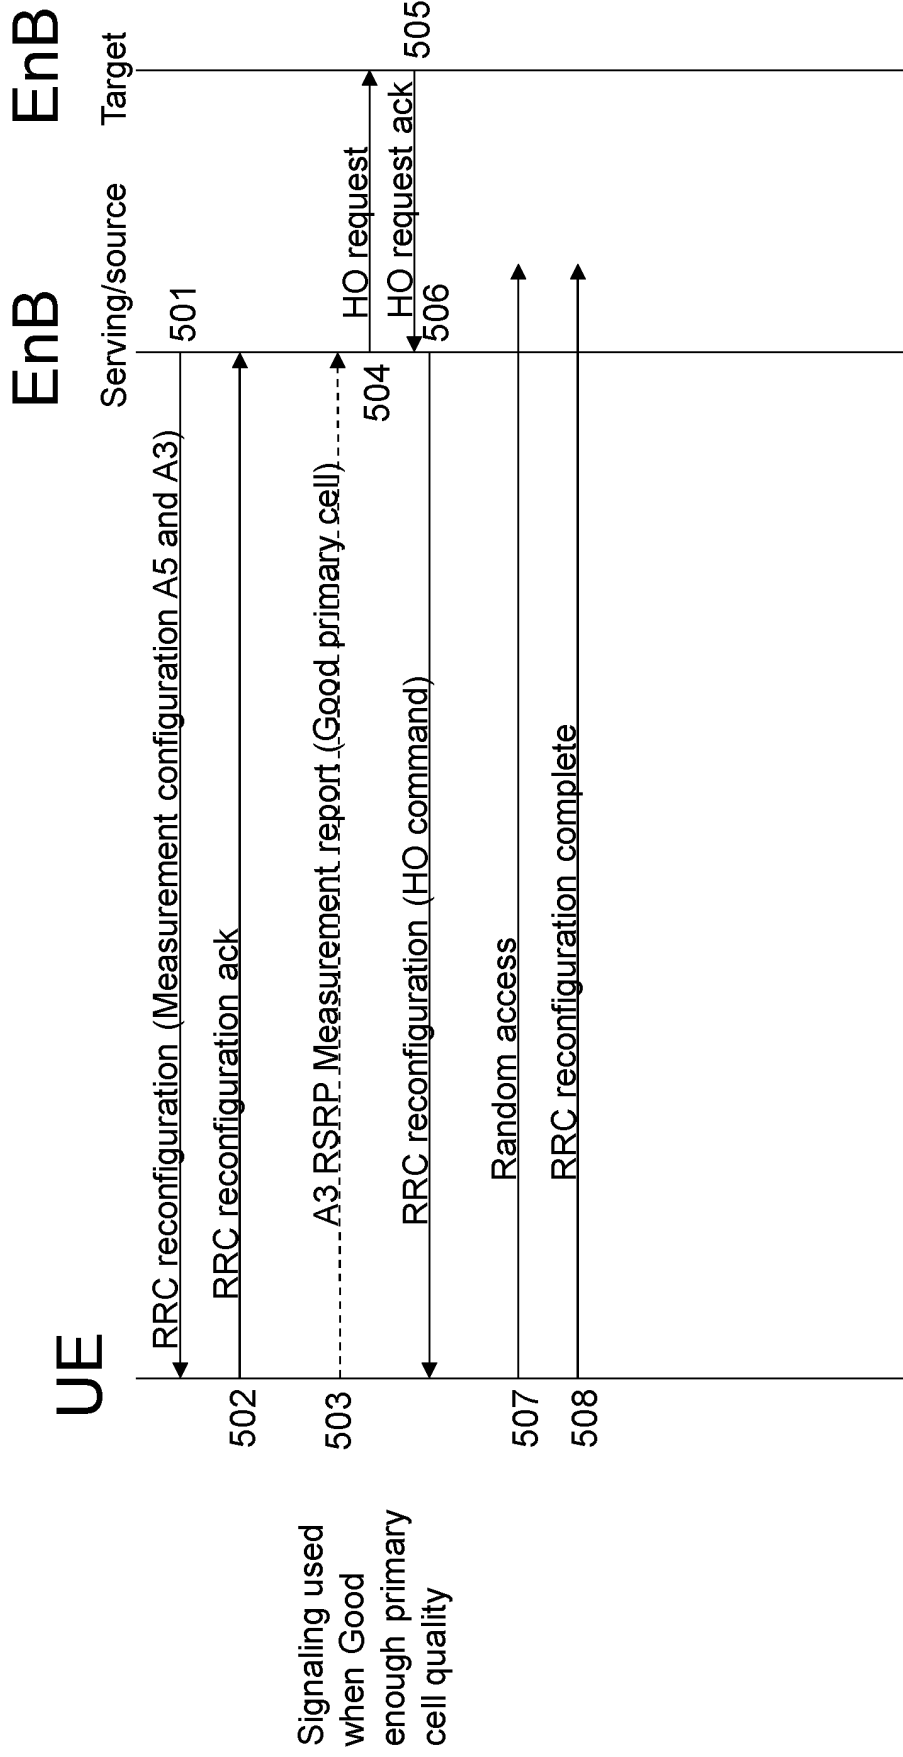 UE
EnB
EnB
Serving/source
Target
RRC reconfiguration (Measurement configuration A5 and A3)
501
502
RRC reconfiguration ack
Signaling used
when Good
enough primary
cell quality
503
A3 RSRP Measurement report (Good primary cell)
504
HO request
HO request ack
505
RRC reconfiguration (HO command)
506
507
Random access
508
RRC reconfiguration complete